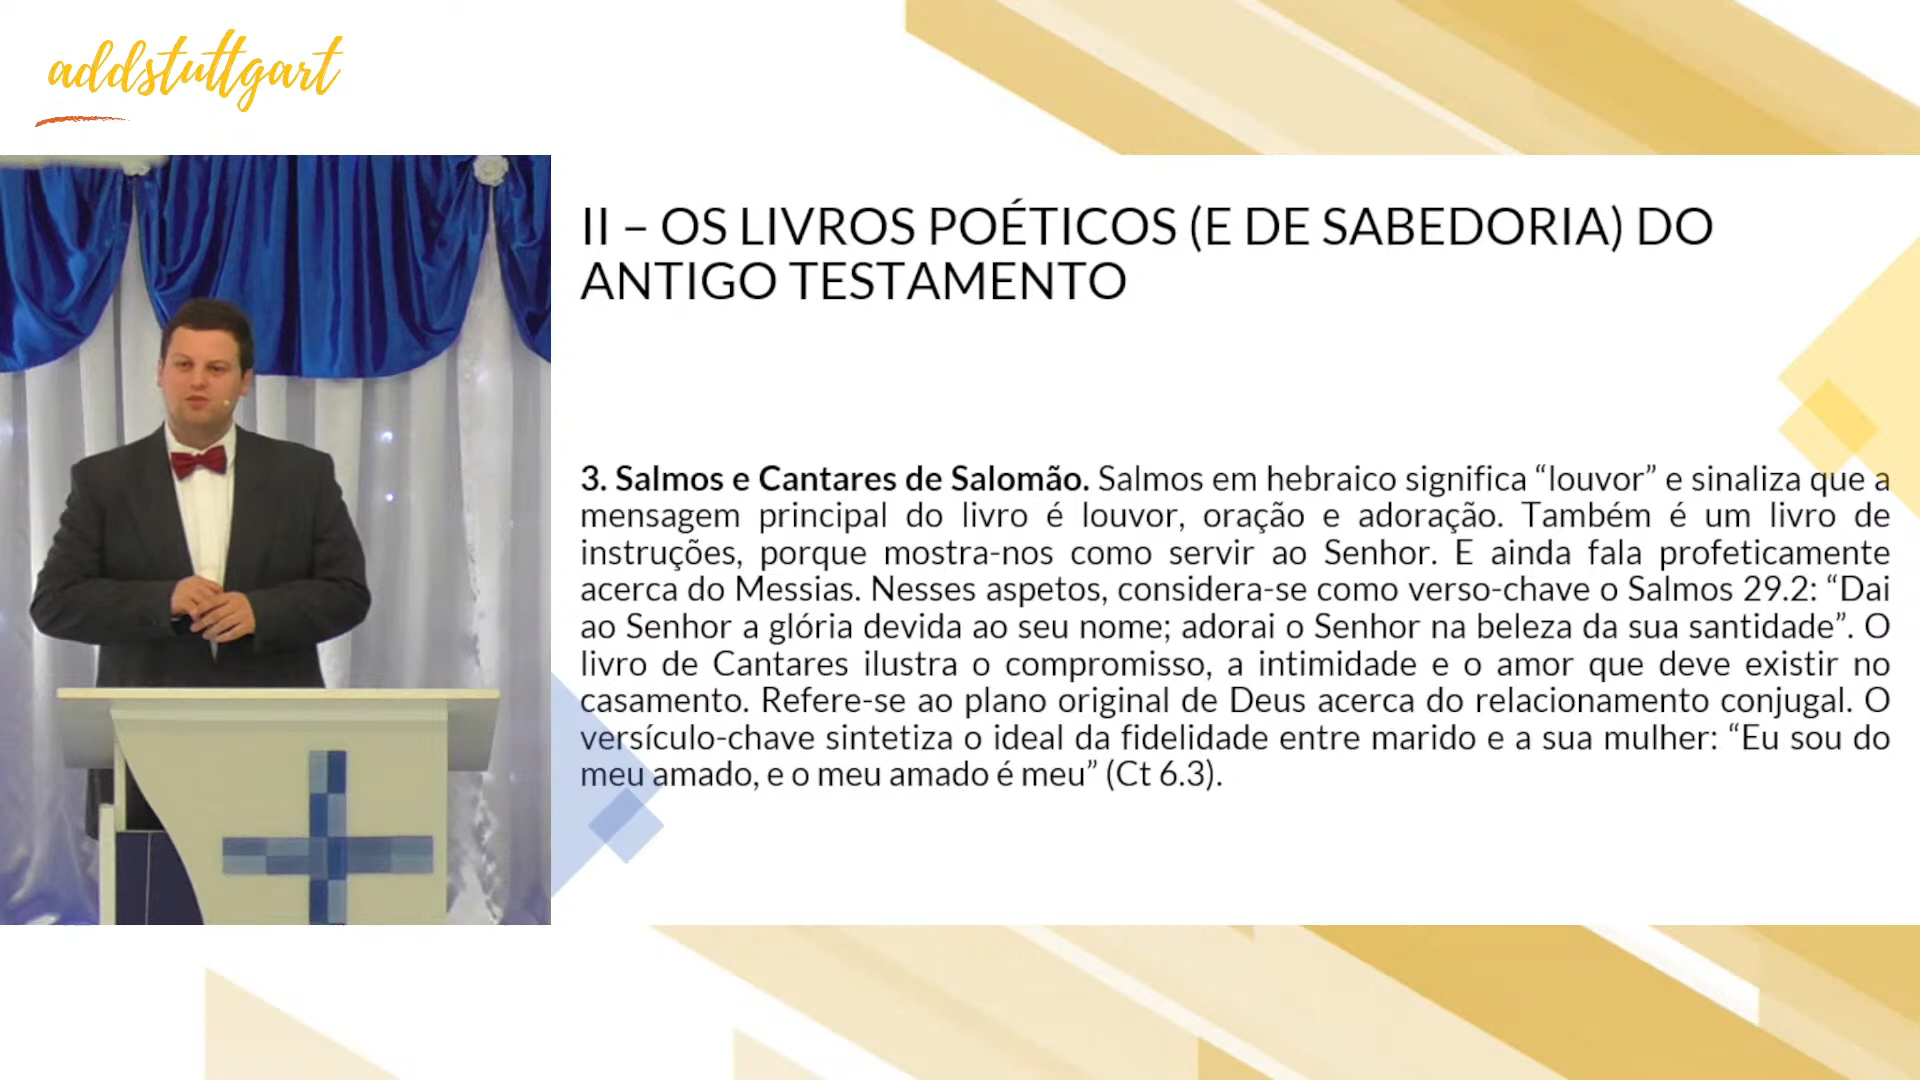 addstuttgart
II – OS LIVROS POÉTICOS (E DE SABEDORIA) DO
ANTIGO TESTAMENTO
3. Salmos e Cantares de Salomão. Salmos em hebraico significa “louvor” e sinaliza que a
mensagem principal do livro é louvor, oração e adoração. Também é um livro de
instruções, porque mostra-nos como servir ao Senhor. E ainda fala profeticamente
acerca do Messias. Nesses aspetos, considera-se como verso-chave o Salmos 29.2: “Dai
ao Senhor a glória devida ao seu nome; adorai o Senhor na beleza da sua santidade”. O
livro de Cantares ilustra o compromisso, a intimidade e o amor que deve existir no
casamento. Refere-se ao plano original de Deus acerca do relacionamento conjugal. O
versículo-chave sintetiza o ideal da fidelidade entre marido e a sua mulher: “Eu sou do
meu amado, e o meu amado é meu” (Ct 6.3).